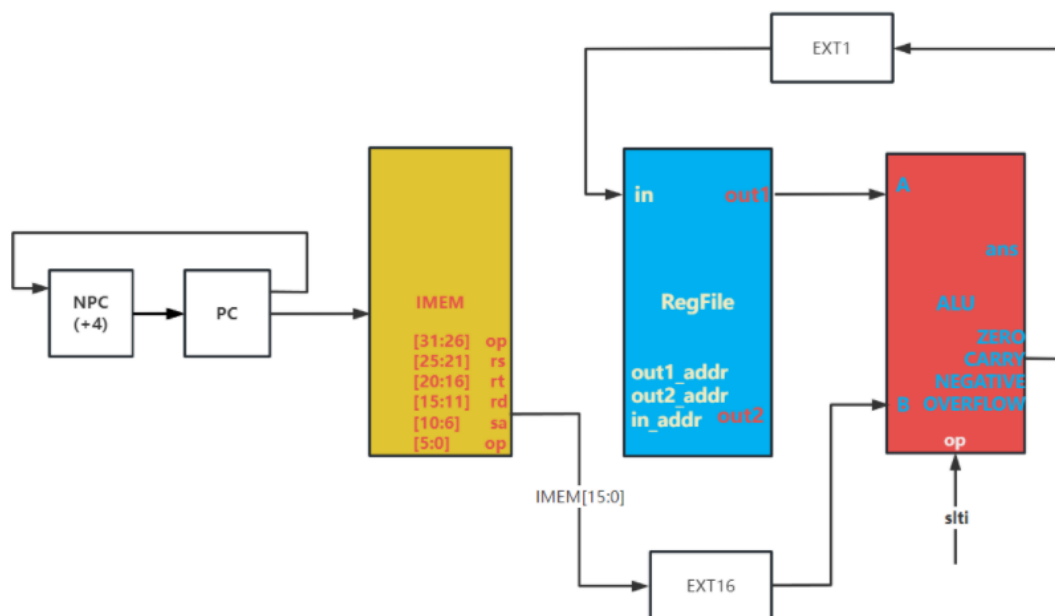 EXT1
in out1
A
ans
NPC
(+4)
PC
IMEM
RegFile
ALU
[31:26] op
[25:21] rs
[20:16] rt
[15:11] rd
[10:6] sa
[5:0] op
out1_addr
out2_addr
in_addr
out2
ZERO
CARRY
NEGATIVE
B OVERFLOW
op
IMEM[15:0]
slti
EXT16